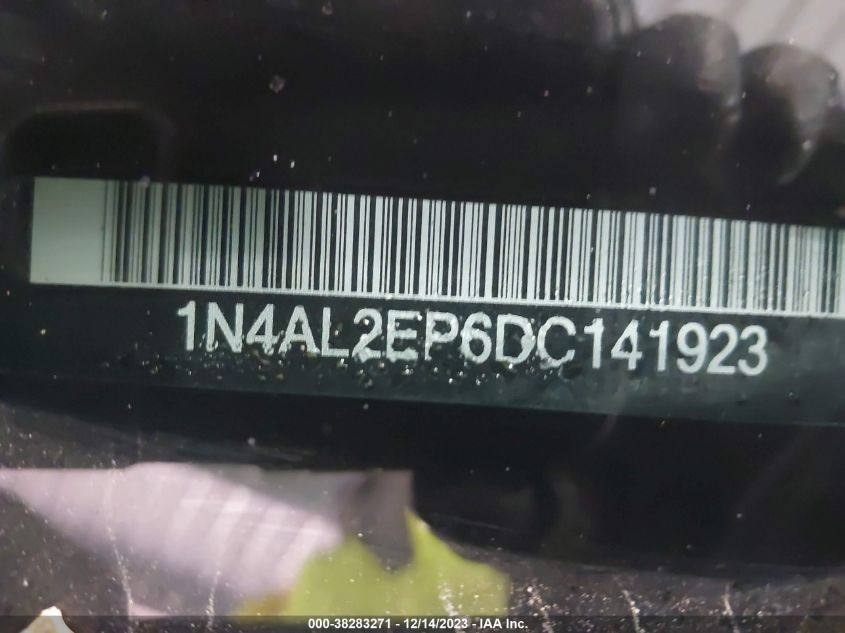 1N4AL2EP6DC141923
000-38283271 - 12/14/2023 - IAA Inc.